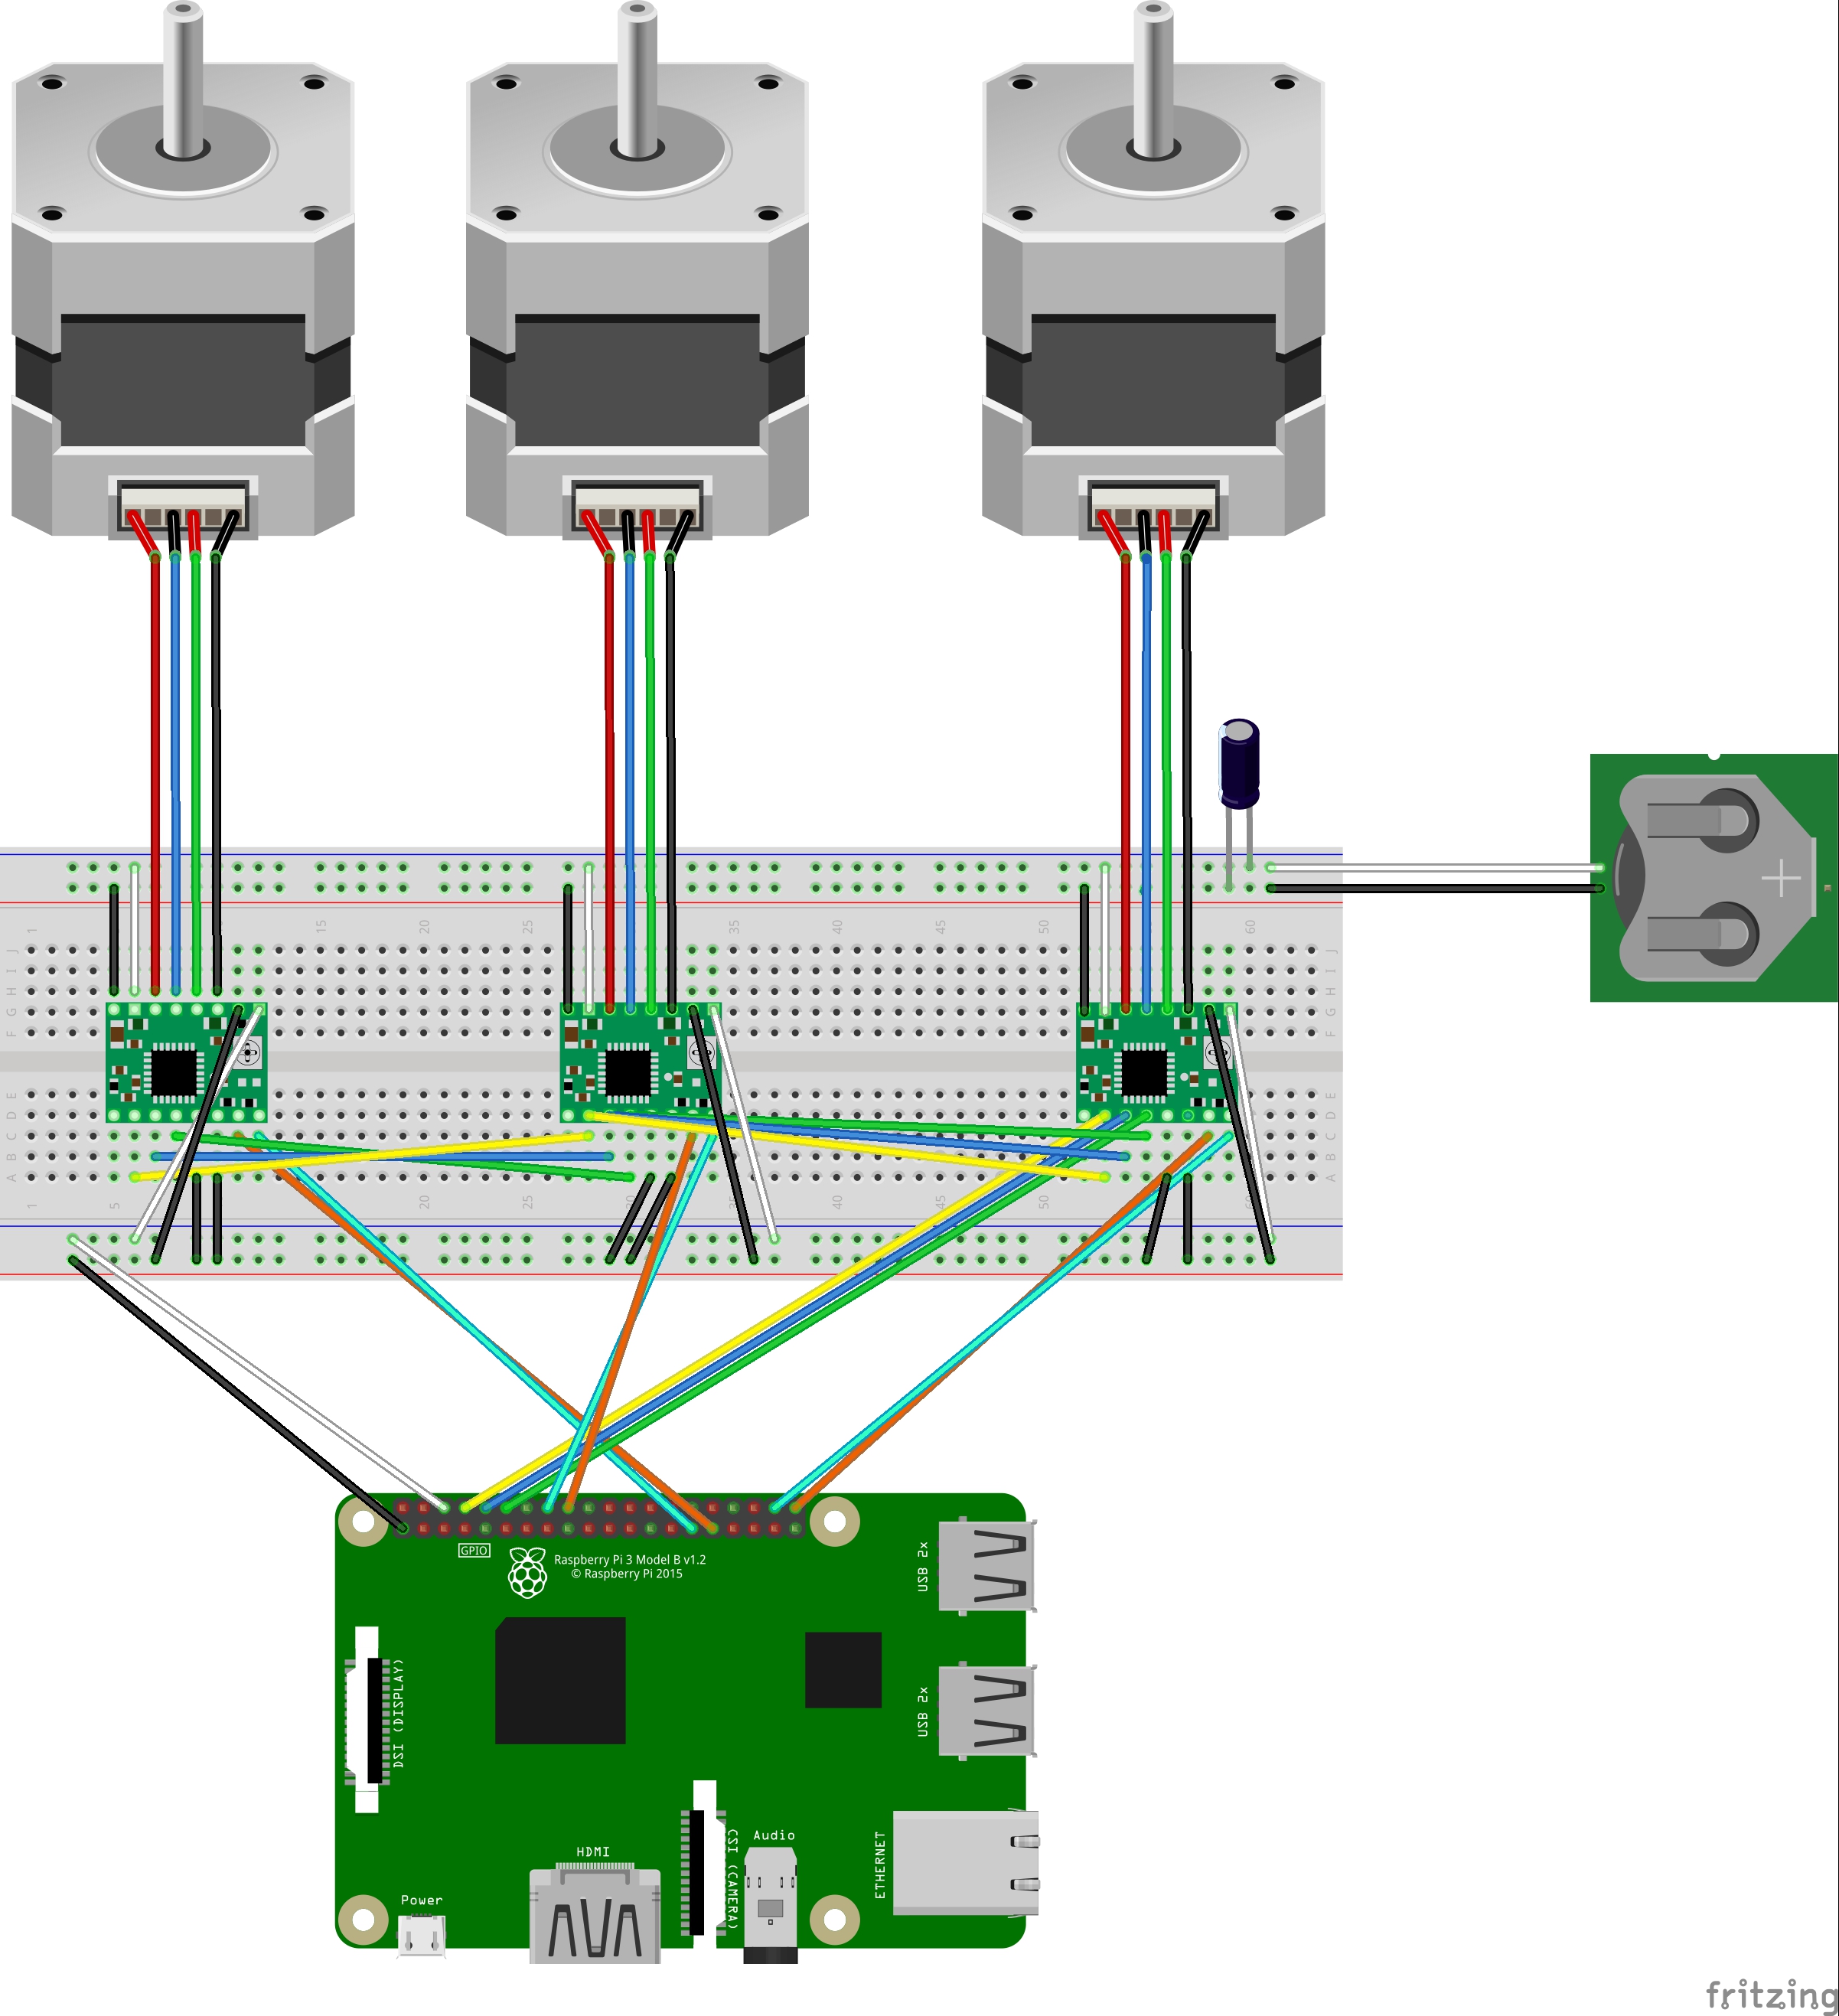 1
15
20
25
35
40
45
50
60
J
I
H
G
F
J
I
H
G
F
E
D
C
B
A
E
D
C
B
A
1
5
20
25
40
45
50
GPIO
Raspberry Pi 3 Model B v1.2
© Raspberry Pi 2015
USB 2x
DSI (DISPLAY)
USB 2x
CSI (CAMERA)
Audio
ETHERNET
HDMI
Power
fritzing